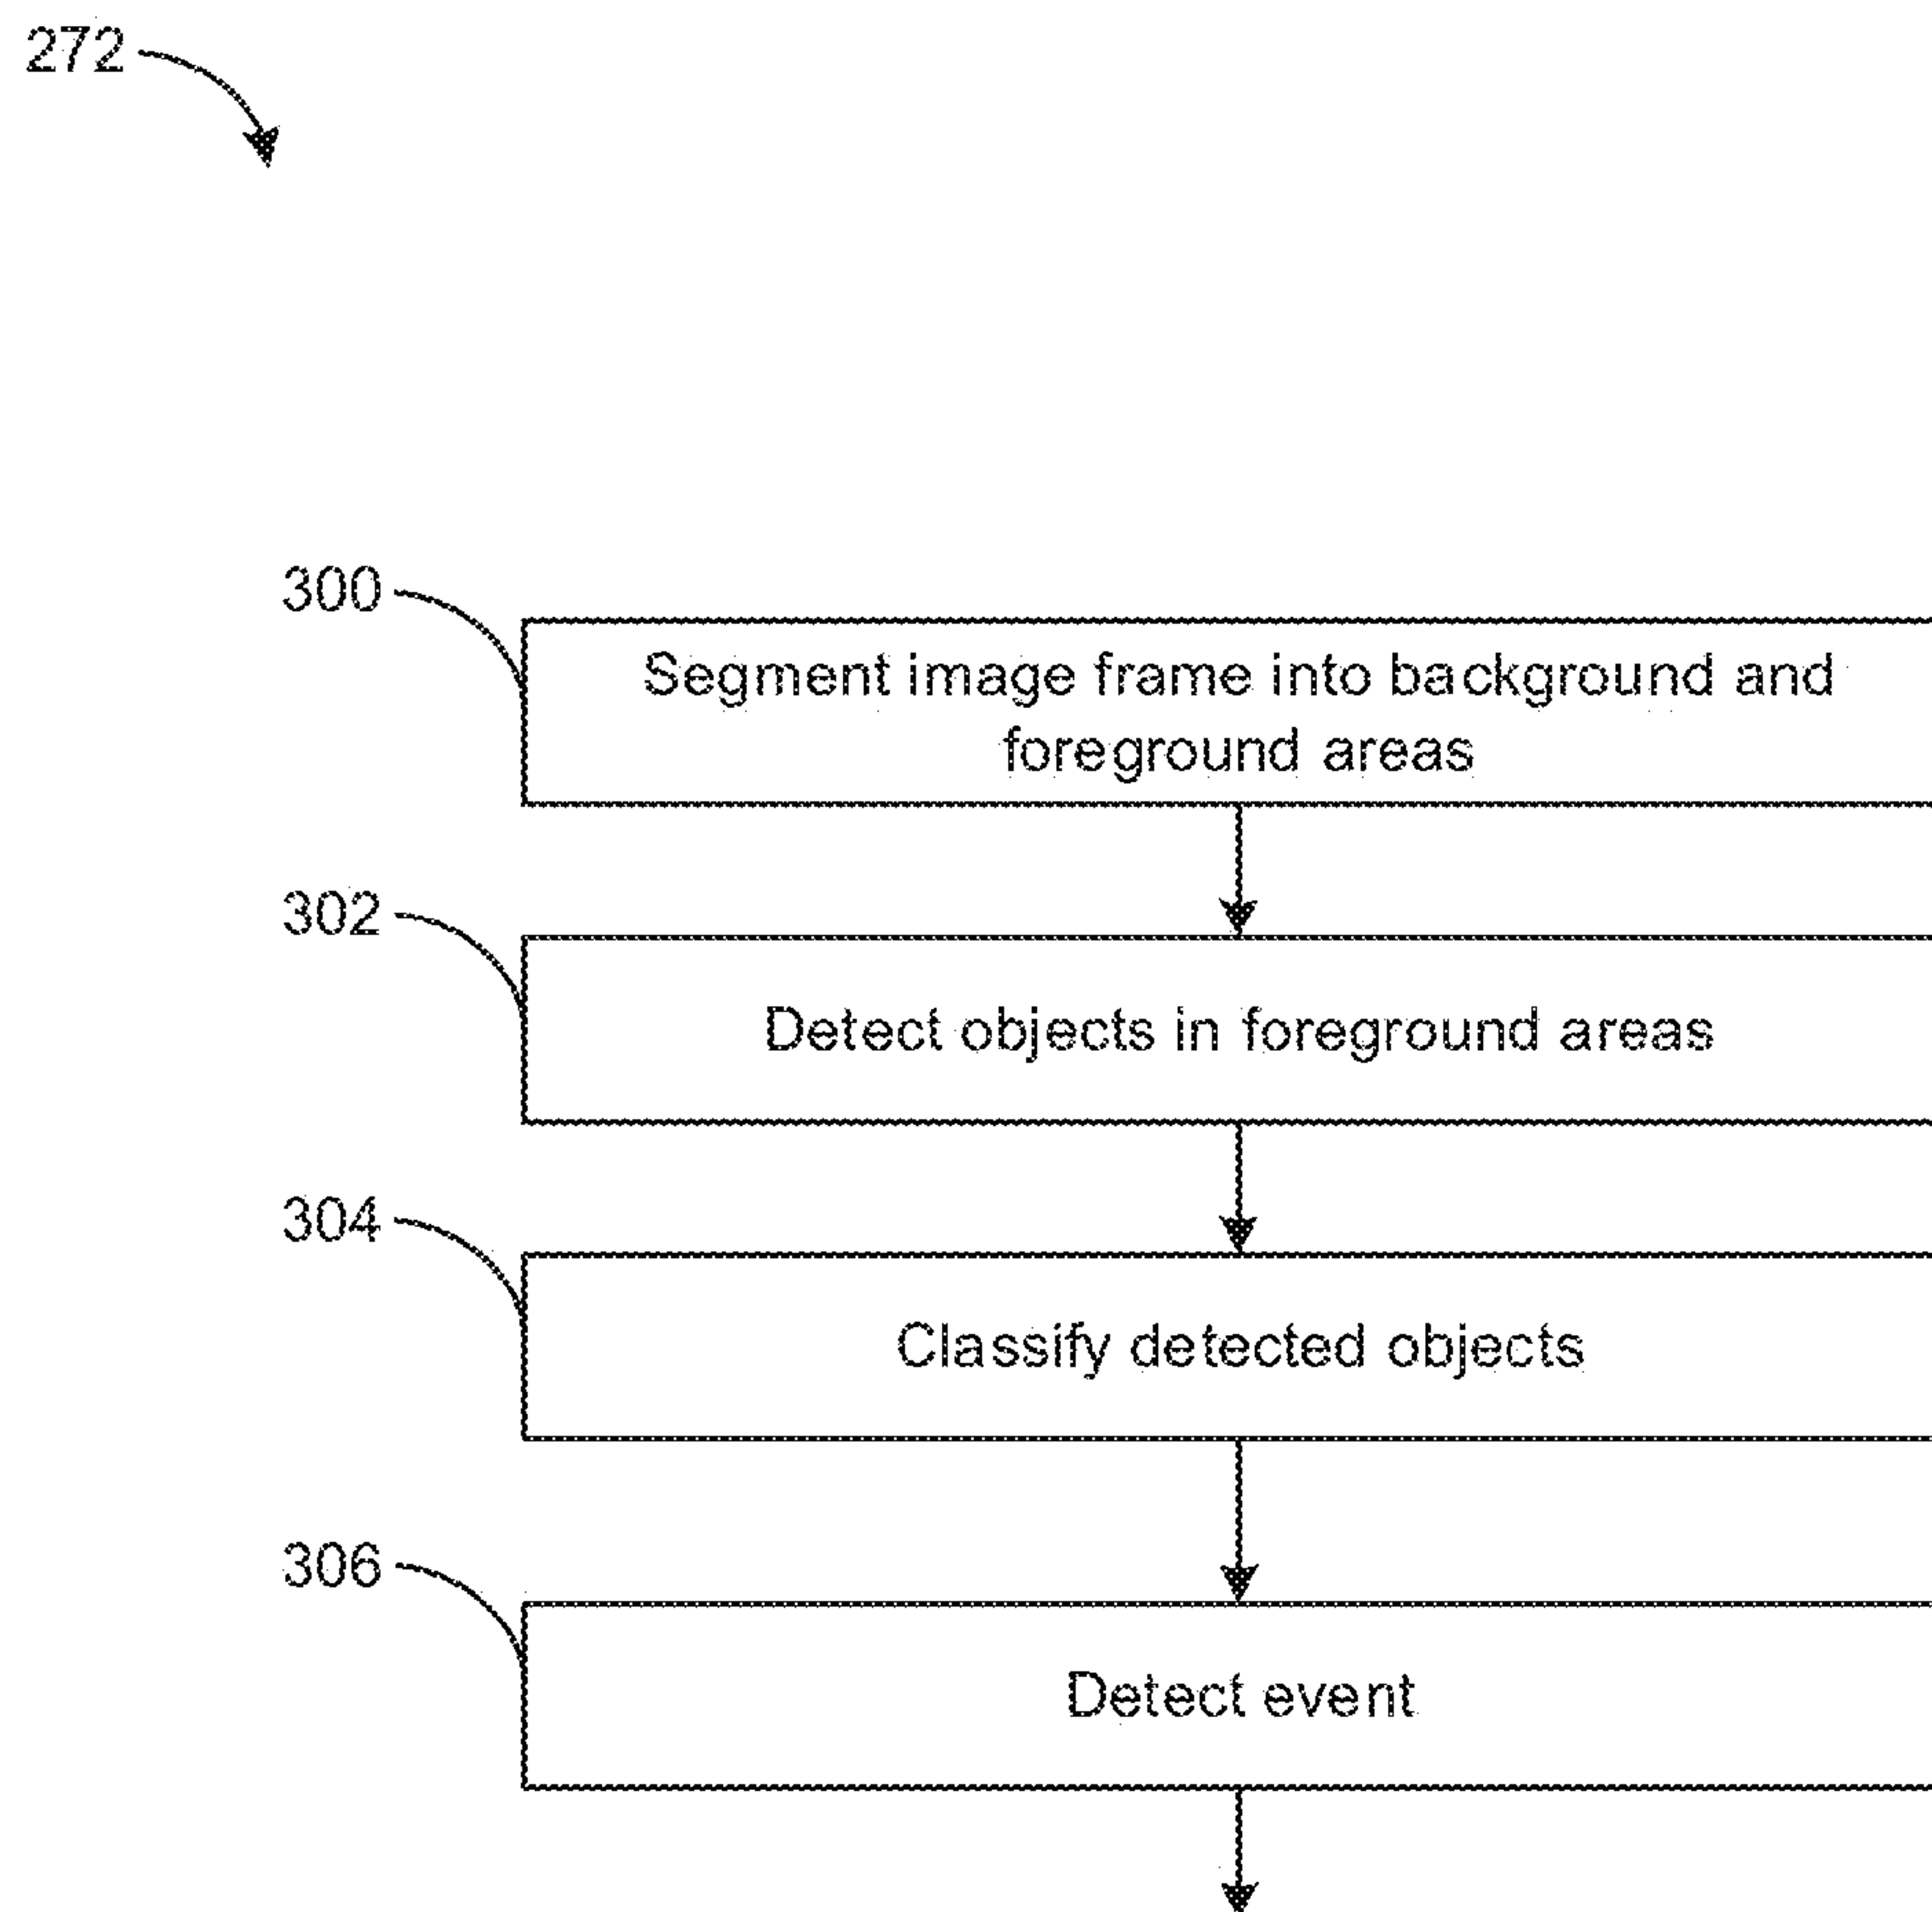 272
300
Segment image frame into background and
foreground areas
302
Detect objects in foreground areas
304
Classify detected objects
306
Detect event